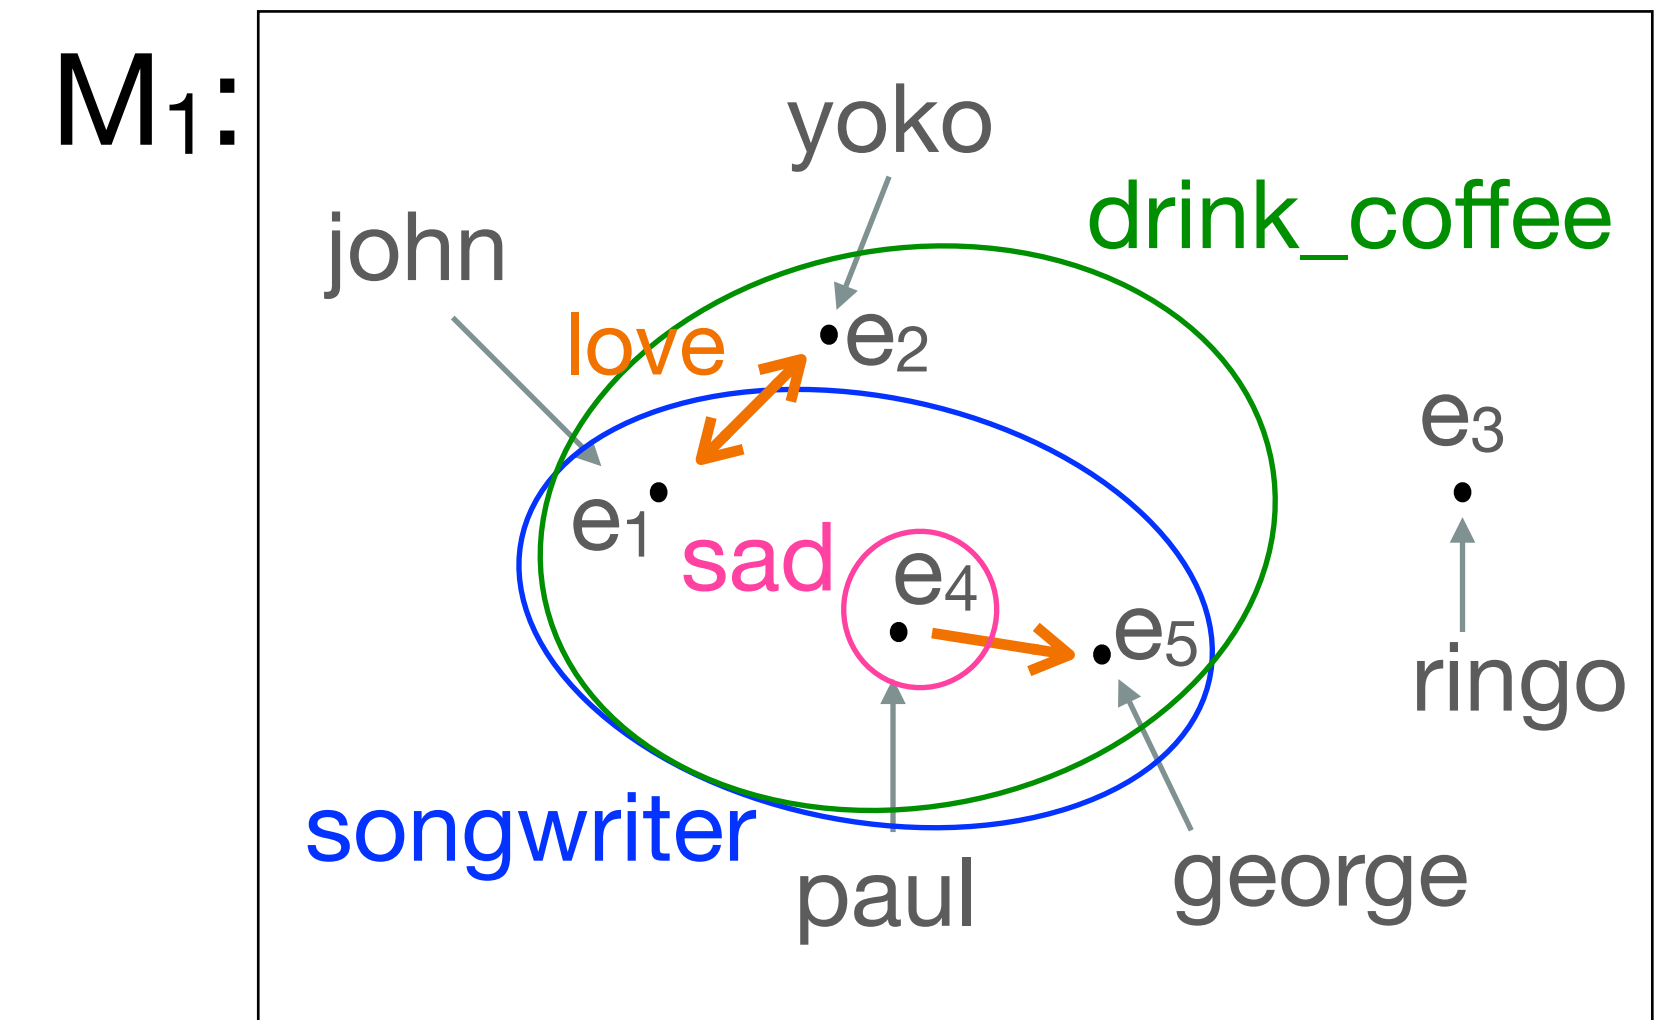 M₁:
yoko
drink_coffee
john
love
e₂
e₃
e₁
sad
e₄
e₅
ringo
songwriter
paul
george